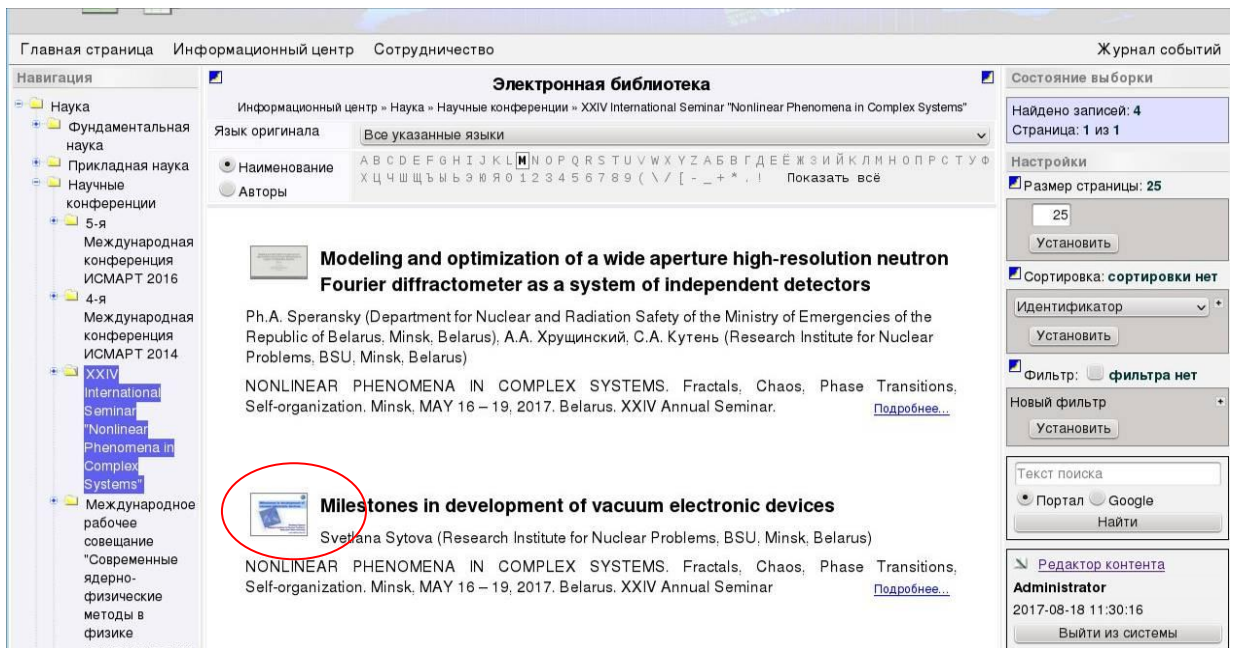 Главная страница Информационный центр Сотрудничество Журнал событий
Навигация
Наука
Фундаментальная
наука
Прикладная наука
Научные
конференции
5-я
Международная
конференция
ИСМАРТ 2016
4-я
Международная
конференция
ИСМАРТ 2014
XXIV
International
Seminar
"Nonlinear
Phenomena in
Complex
Systems"
Международное
рабочее
совещание
"Современные
ядерно-
физические
методы в
физике
Электронная библиотека
Информационный центр » Наука » Научные конференции » XXIV International Seminar "Nonlinear Phenomena in Complex Systems"
Язык оригинала Все указанные языки
Наименование
Авторы
A B C D E F G H I J K L M N O P Q R S T U V W X Y Z А Б В Г Д Е Ё Ж З И Й К Л М Н О П Р С Т У Ф
Х Ц Ч Ш Щ Ъ Ы Ь Э Ю Я 0 1 2 3 4 5 6 7 8 9 ( \ / [ - _ + * . ! Показать всё
Modeling and optimization of a wide aperture high-resolution neutron
Fourier diffractometer as a system of independent detectors
Ph.A. Speransky (Department for Nuclear and Radiation Safety of the Ministry of Emergencies of the
Republic of Belarus, Minsk, Belarus), А.А. Хрущинский, С.А. Кутень (Research Institute for Nuclear
Problems, BSU, Minsk, Belarus)
NONLINEAR PHENOMENA IN COMPLEX SYSTEMS. Fractals, Chaos, Phase Transitions,
Self-organization. Minsk, MAY 16 – 19, 2017. Belarus. XXIV Annual Seminar. Подробнее...
Milestones in development of vacuum electronic devices
Svetlana Sytova (Research Institute for Nuclear Problems, BSU, Minsk, Belarus)
NONLINEAR PHENOMENA IN COMPLEX SYSTEMS. Fractals, Chaos, Phase Transitions,
Self-organization. Minsk, MAY 16 – 19, 2017. Belarus. XXIV Annual Seminar Подробнее...
Состояние выборки
Найдено записей: 4
Страница: 1 из 1
Настройки
Размер страницы: 25
25
Установить
Сортировка: сортировки нет
Идентификатор +
Установить
Фильтр: фильтра нет
Новый фильтр +
Установить
Текст поиска
Портал Google
Найти
Редактор контента
Administrator
2017-08-18 11:30:16
Выйти из системы